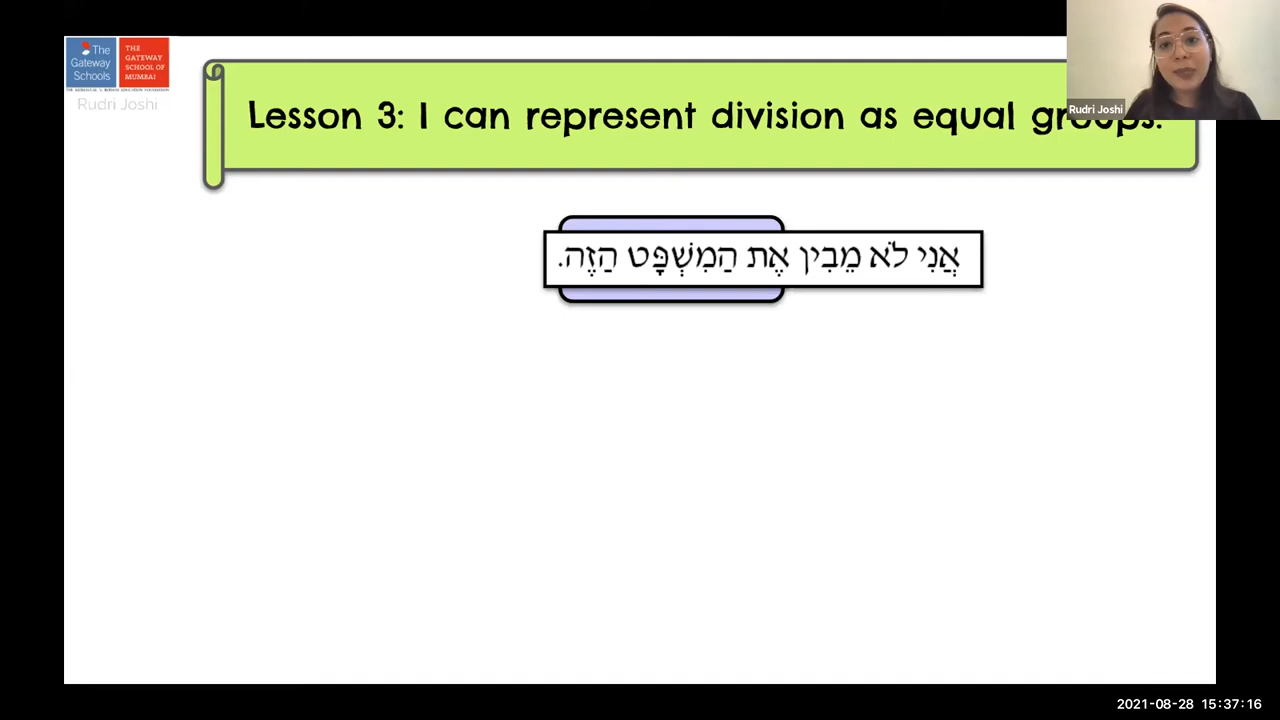 The Gateway Schools
THE GATEWAY SCHOOL OF MUMBAI
Rudri Joshi
Lesson 3: I can represent division as equal groups.
Rudri Joshi
אֲנִי לֹא מֵבִין אֶת הַמִשְׁפָּט הַזֶה.
2021-08-28 15:37:16